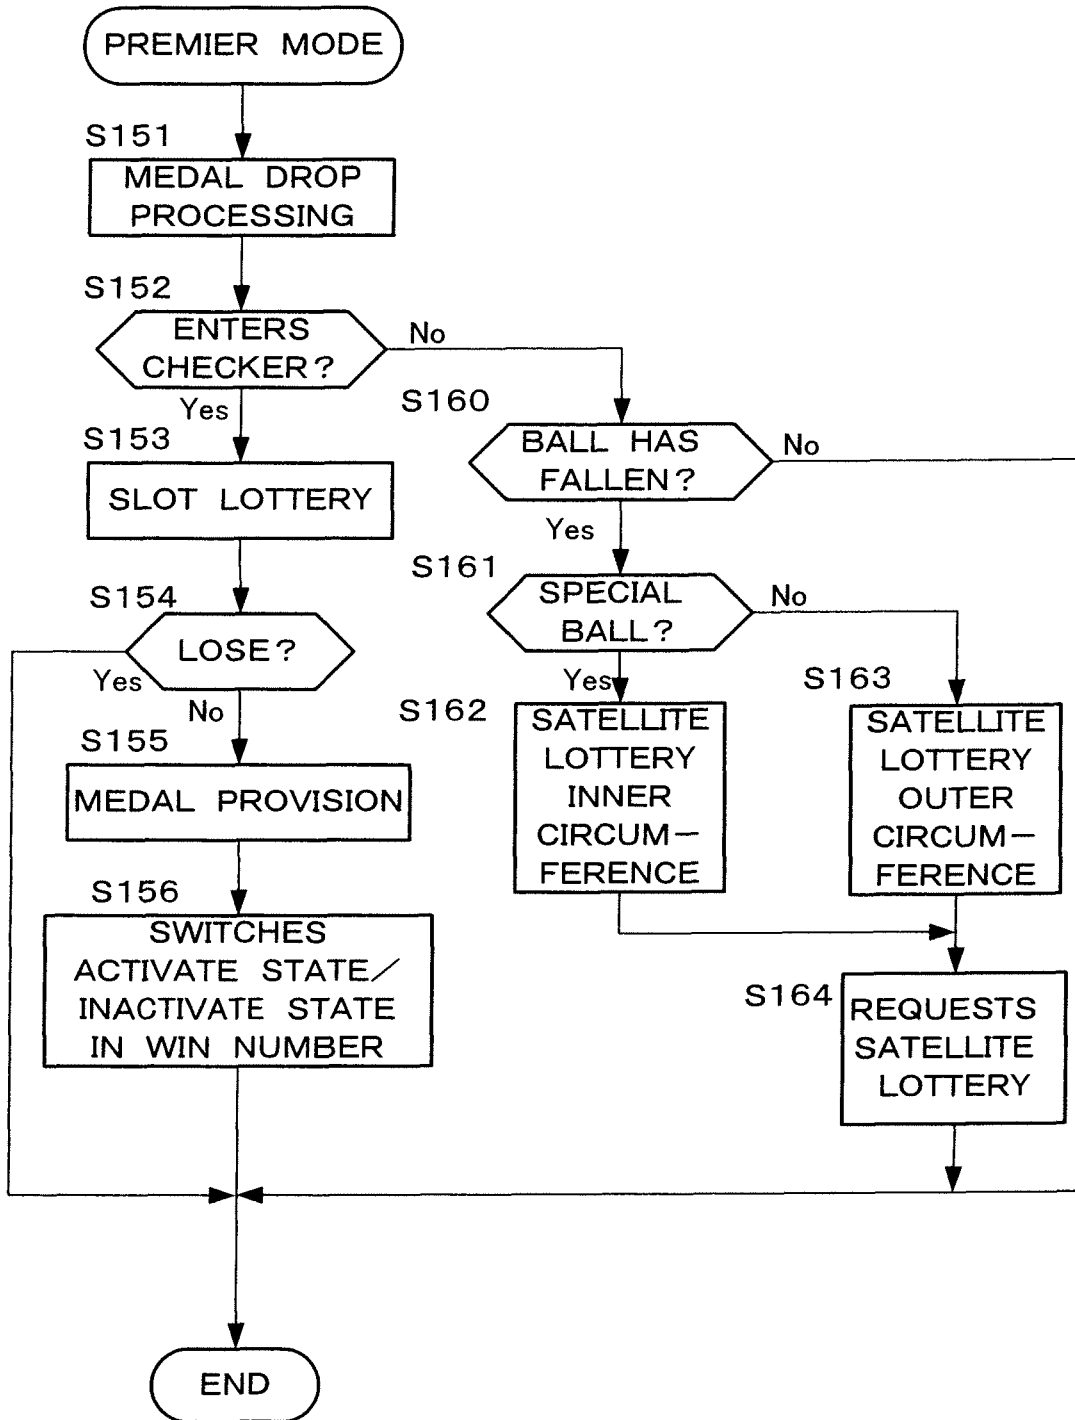 PREMIER MODE
S151
MEDAL DROP
PROCESSING
S152
ENTERS
CHECKER?
No
Yes
S153
SLOT LOTTERY
S154
LOSE?
Yes
No
S155
MEDAL PROVISION
S156
SWITCHES
ACTIVATE STATE/
INACTIVATE STATE
IN WIN NUMBER
S160
BALL HAS
FALLEN?
No
Yes
S161
SPECIAL
BALL?
No
Yes
S162
SATELLITE
LOTTERY
INNER
CIRCUM-
FERENCE
S163
SATELLITE
LOTTERY
OUTER
CIRCUM-
FERENCE
S164
REQUESTS
SATELLITE
LOTTERY
END